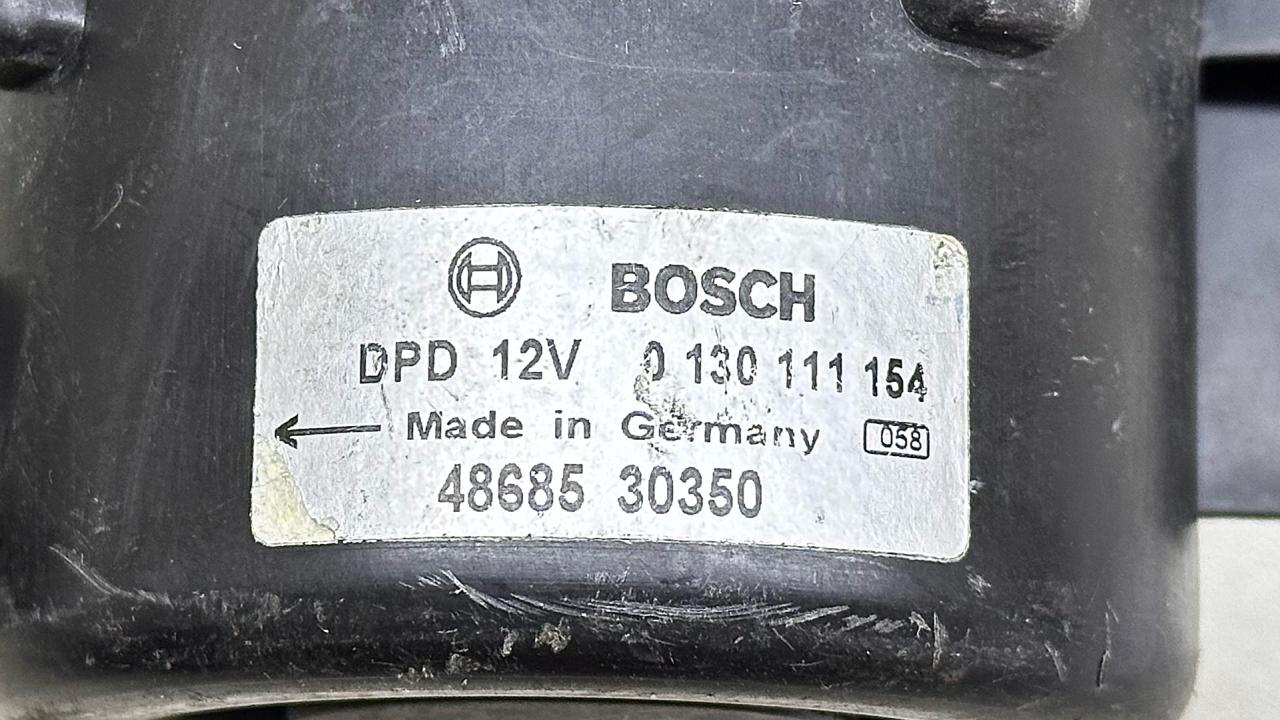 BOSCH
DPD 12V 0 130 111 154
Made in Germany 058
48685 30350